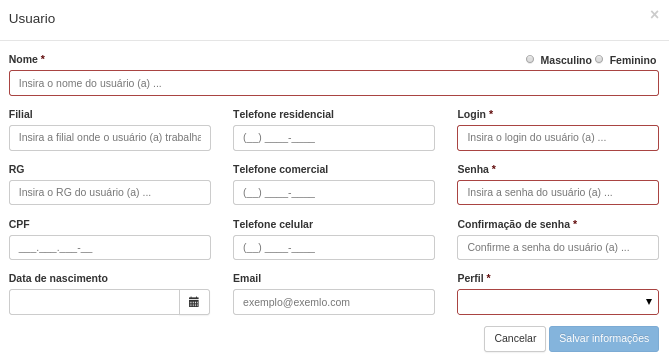 Usuario ×
Nome * Masculino Feminino
Insira o nome do usuário (a) ...
Filial Telefone residencial Login *
Insira a filial onde o usuário (a) trabalha (__) ____-____ Insira o login do usuário (a) ...
RG Telefone comercial Senha *
Insira o RG do usuário (a) ... (__) ____-____ Insira a senha do usuário (a) ...
CPF Telefone celular Confirmação de senha *
___.___.___-__ (__) ____-____ Confirme a senha do usuário (a) ...
Data de nascimento Email Perfil *
exemplo@exemlo.com
Cancelar Salvar informações